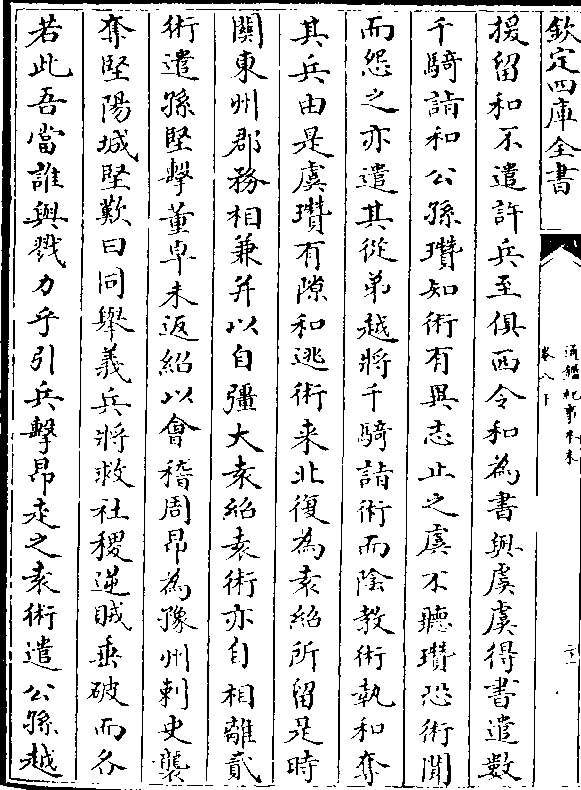 欽定四庫全書
通鑑紀事本末
卷八下
援留和不遣許兵至俱西令和為書與虞虞得書遣數
千騎詣和公孫瓚知術有異志止之虞不聽瓚恐術聞
而怨之亦遣其從弟越將千騎詣術而陰教術執和奪
其兵由是虞瓚有隙和逃術来北復為袁紹所留是時
關東州郡務相兼并以自彊大袁紹袁術亦自相離貳
術遣孫堅擊董卓未返紹以會稽周昂為豫州刺史襲
奪堅陽城堅歎曰同舉義兵將救社稷逆賊垂破而各
若此吾當誰與戮力乎引兵擊昂走之袁術遣公孫越